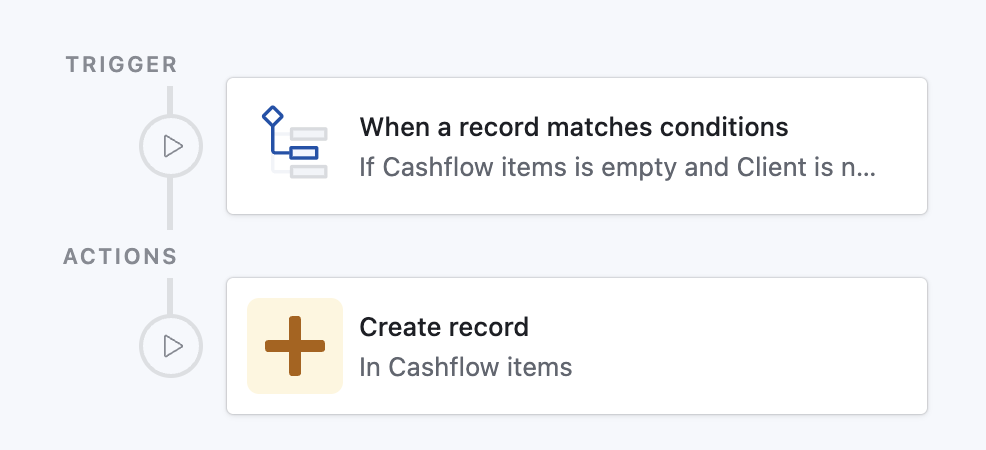 TRIGGER
When a record matches conditions
If Cashflow items is empty and Client is n...
ACTIONS
Create record
In Cashflow items